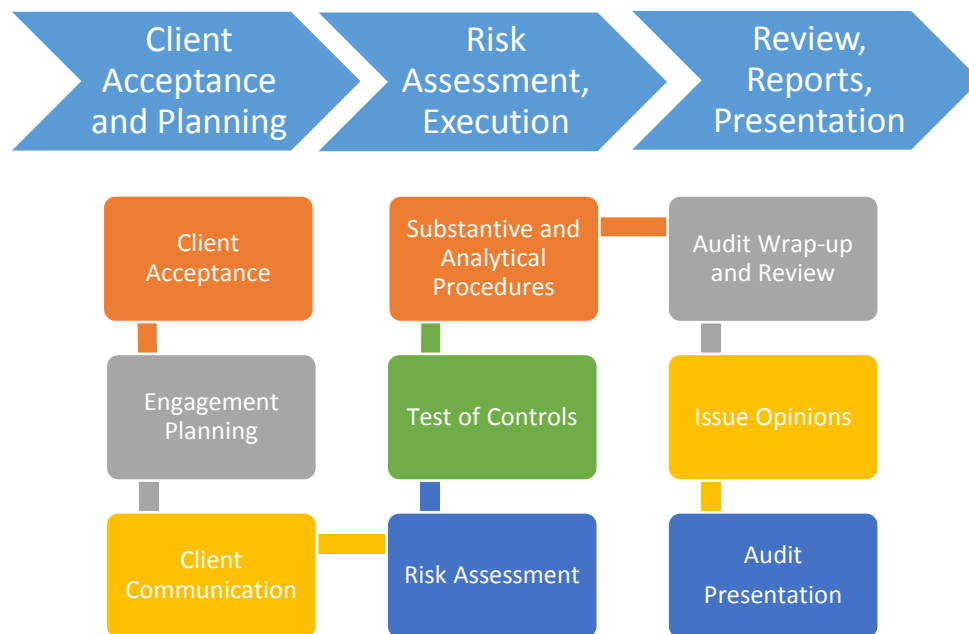 Client
Acceptance
and Planning
Risk
Assessment,
Execution
Review,
Reports,
Presentation
Client
Acceptance
Engagement
Planning
Client
Communication
Substantive and
Analytical
Procedures
Test of Controls
Risk Assessment
Audit Wrap-up
and Review
Issue Opinions
Audit
Presentation